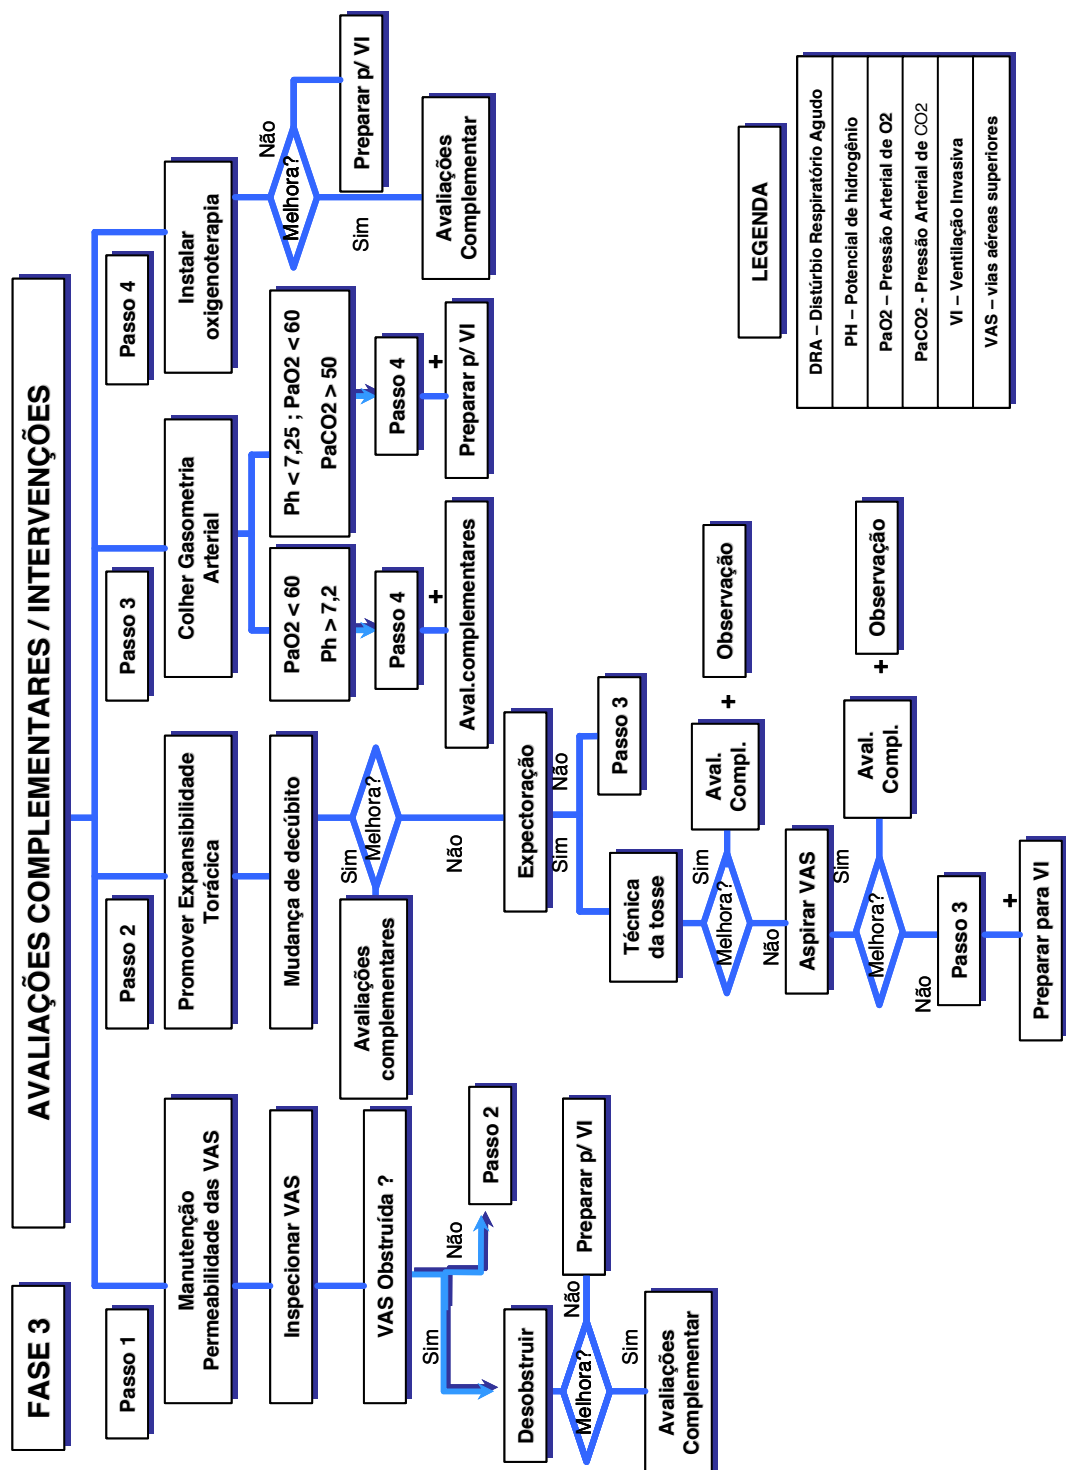 FASE 3
AVALIAÇÕES COMPLEMENTARES / INTERVENÇÕES
Passo 1
Manutenção
Permeabilidade das VAS
Inspecionar VAS
VAS Obstruída ?
Sim
Não
Desobstruir
Passo 2
Melhora?
Não
Preparar p/ VI
Sim
Avaliações
Complementar
Passo 2
Promover Expansibilidade
Torácica
Mudança de decúbito
Sim
Melhora?
Avaliações
complementares
Não
Expectoração
Sim
Não
Técnica
da tosse
Passo 3
Melhora?
Sim
Aval.
Compl.
+
Observação
Não
Aspirar VAS
Sim
Melhora?
Aval.
Compl.
+
Observação
Não
Passo 3
+
Preparar para VI
Passo 3
Colher Gasometria
Arterial
PaO2 < 60
Ph > 7,2
Passo 4
+
Aval.complementares
Ph < 7,25 ; PaO2 < 60
PaCO2 > 50
Passo 4
+
Preparar p/ VI
Passo 4
Instalar
oxigenoterapia
Melhora?
Não
Preparar p/ VI
Sim
Avaliações
Complementar
LEGENDA
DRA – Distúrbio Respiratório Agudo
PH – Potencial de hidrogênio
PaO2 – Pressão Arterial de O2
PaCO2 - Pressão Arterial de CO2
VI – Ventilação Invasiva
VAS – vias aéreas superiores